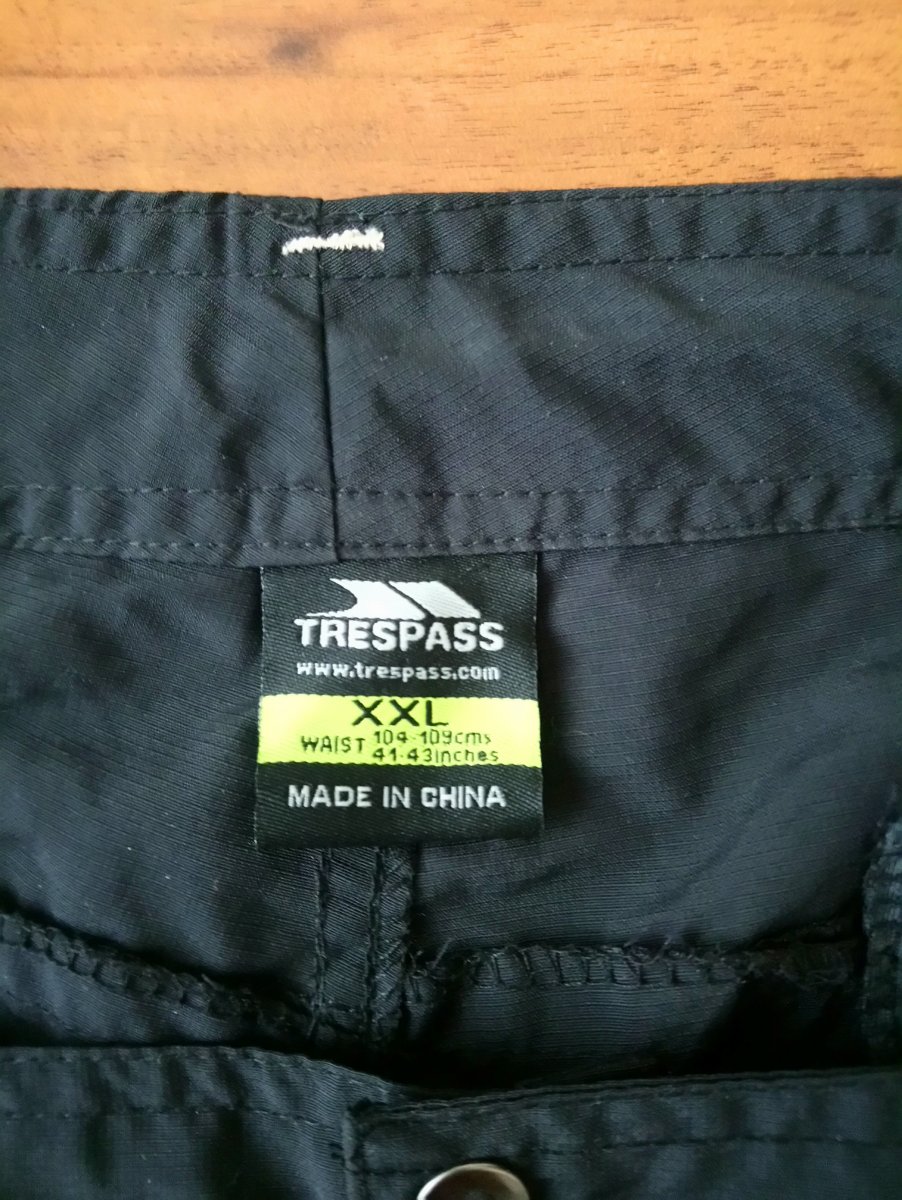 TRESPASS
www.trespass.com
XXL
WAIST 104-109cms
41-43inches
MADE IN CHINA